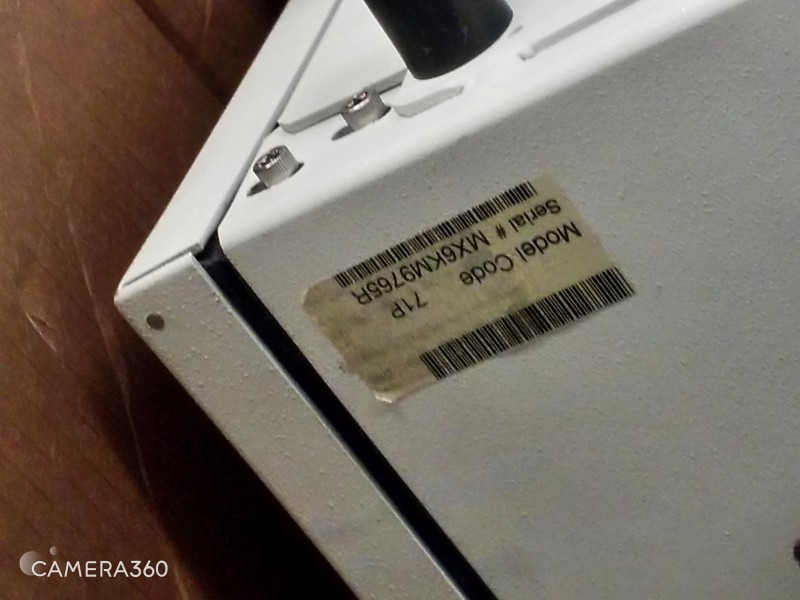 Model Code 71P
Serial # MX6KM9765R
CAMERA360